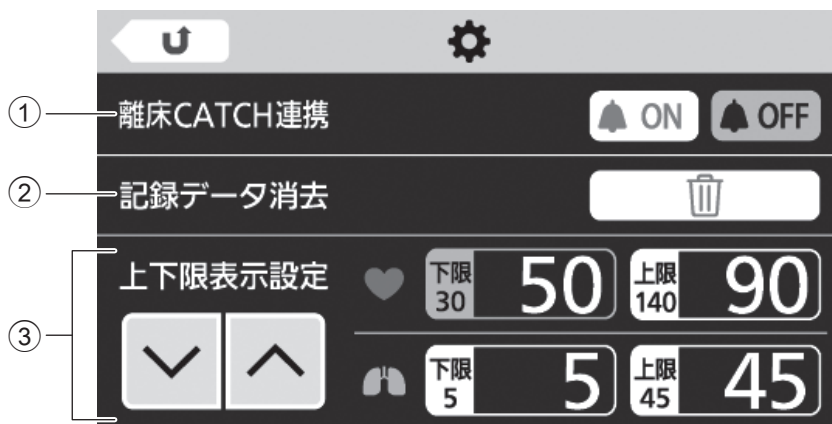 ① 離床CATCH連携 ON OFF
② 記録データ消去
③ 上下限表示設定
下限 30 50 上限 140 90
下限 5 5 上限 45 45